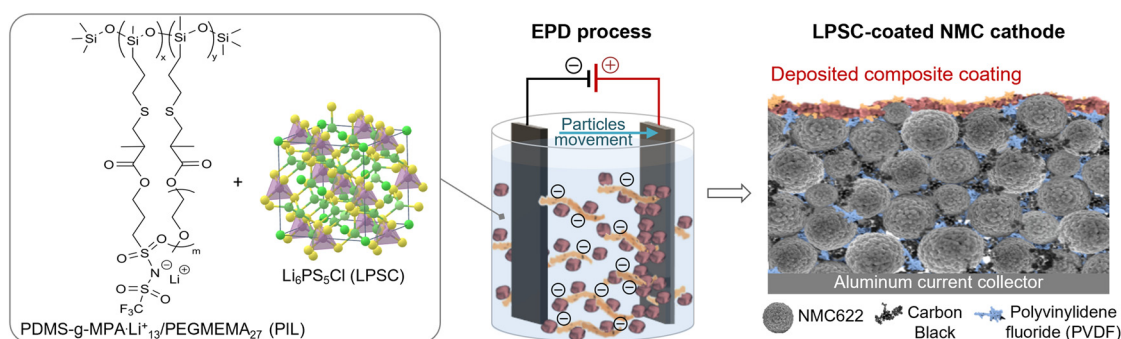 Si
O
Si
O
Si
O
Si
x
y
S
S
O
O
O
O
O
m
O
S
O
N
⊖
Li⊕
O
S
O
F₃C
PDMS-g-MPA·Li⁺₁₃/PEGMEMA₂₇ (PIL)
+
Li₆PS₅Cl (LPSC)
EPD process
⊖ ⊕
Particles
movement
LPSC-coated NMC cathode
Deposited composite coating
Aluminum current collector
NMC622
Carbon
Black
Polyvinylidene
fluoride (PVDF)